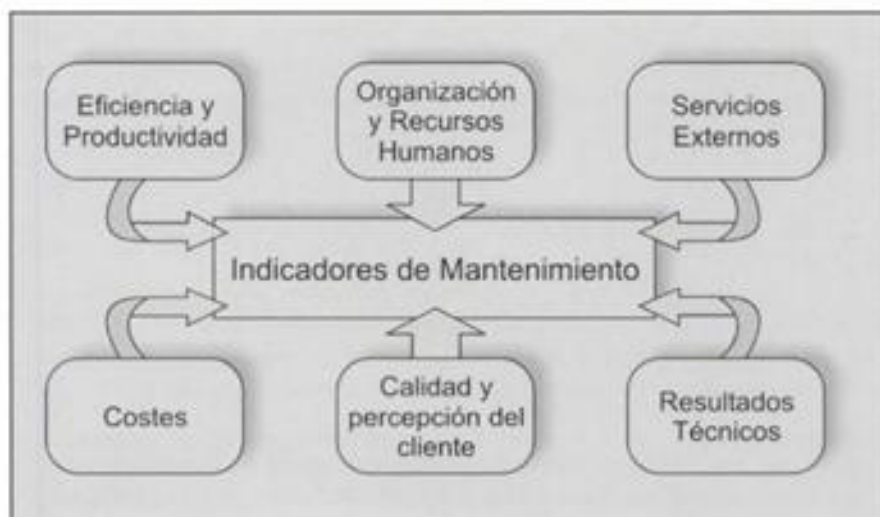 Eficiencia y
Productividad
Organización
y Recursos
Humanos
Servicios
Externos
Indicadores de Mantenimiento
Costes
Calidad y
percepción del
cliente
Resultados
Técnicos